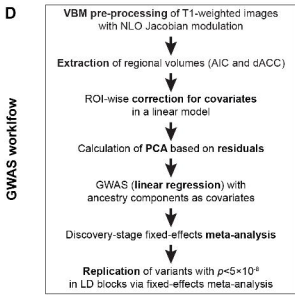 D
GWAS worklfow
VBM pre-processing of T1-weighted images
with NLO Jacobian modulation
Extraction of regional volumes (AIC and dACC)
ROI-wise correction for covariates
in a linear model
Calculation of PCA based on residuals
GWAS (linear regression) with
ancestry components as covariates
Discovery-stage fixed-effects meta-analysis
Replication of variants with p<5×10⁻⁸
in LD blocks via fixed-effects meta-analysis